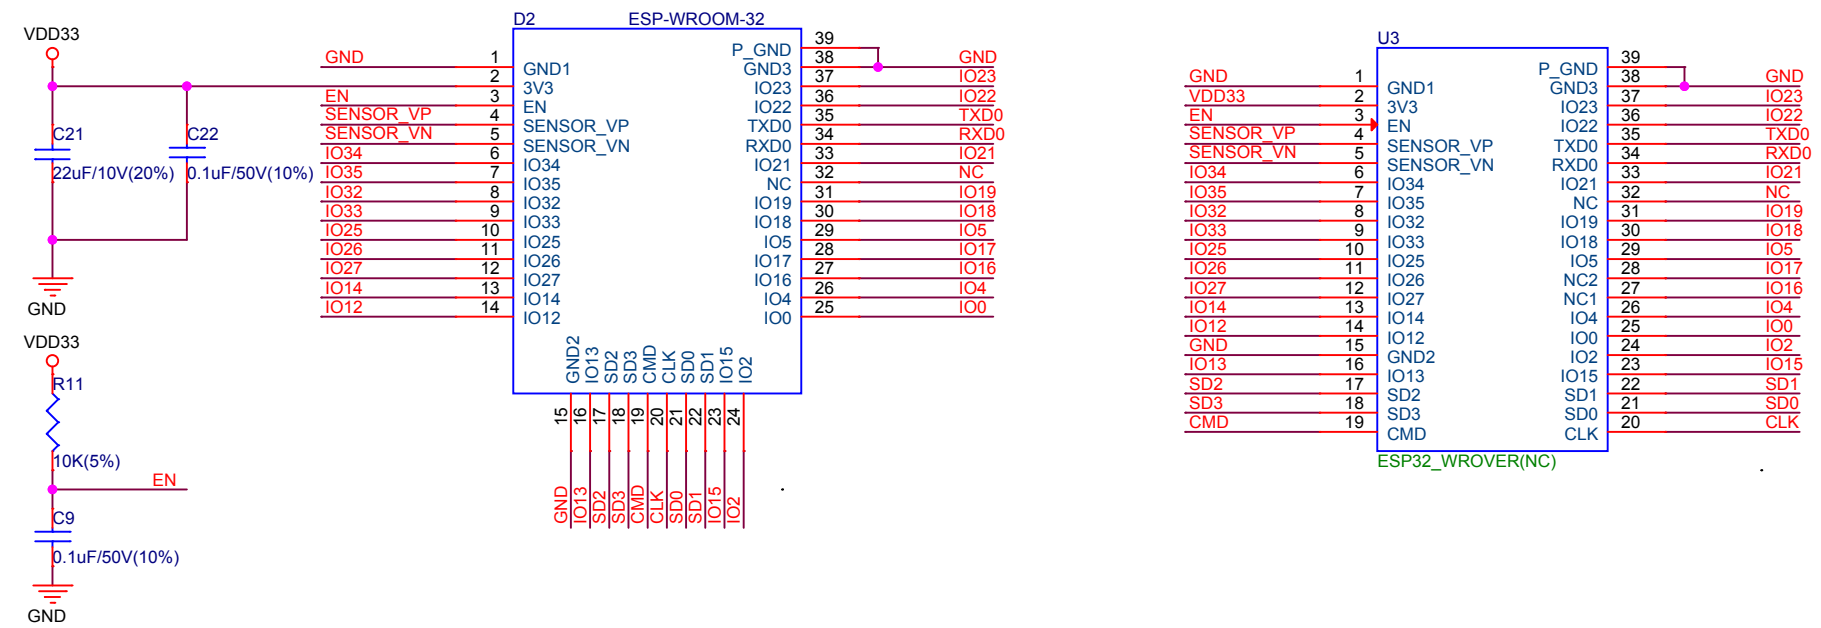 VDD33
C21
22uF/10V(20%)
C22
0.1uF/50V(10%)
GND
VDD33
R11
10K(5%)
EN
C9
0.1uF/50V(10%)
GND
D2 ESP-WROOM-32
GND 1 GND1
2 3V3
EN 3 EN
SENSOR_VP 4 SENSOR_VP
SENSOR_VN 5 SENSOR_VN
IO34 6 IO34
IO35 7 IO35
IO32 8 IO32
IO33 9 IO33
IO25 10 IO25
IO26 11 IO26
IO27 12 IO27
IO14 13 IO14
IO12 14 IO12
P_GND 39
GND3 38 GND
IO23 37 IO23
IO22 36 IO22
TXD0 35 TXD0
RXD0 34 RXD0
IO21 33 IO21
NC 32 NC
IO19 31 IO19
IO18 30 IO18
IO5 29 IO5
IO17 28 IO17
IO16 27 IO16
IO4 26 IO4
IO0 25 IO0
GND2 15 GND
IO13 16 IO13
SD2 17 SD2
SD3 18 SD3
CMD 19 CMD
CLK 20 CLK
SD0 21 SD0
SD1 22 SD1
IO15 23 IO15
IO2 24 IO2
U3
GND 1 GND1
VDD33 2 3V3
EN 3 EN
SENSOR_VP 4 SENSOR_VP
SENSOR_VN 5 SENSOR_VN
IO34 6 IO34
IO35 7 IO35
IO32 8 IO32
IO33 9 IO33
IO25 10 IO25
IO26 11 IO26
IO27 12 IO27
IO14 13 IO14
IO12 14 IO12
GND 15 GND2
IO13 16 IO13
SD2 17 SD2
SD3 18 SD3
CMD 19 CMD
P_GND 39
GND3 38 GND
IO23 37 IO23
IO22 36 IO22
TXD0 35 TXD0
RXD0 34 RXD0
IO21 33 IO21
NC 32 NC
IO19 31 IO19
IO18 30 IO18
IO5 29 IO5
NC2 28 IO17
NC1 27 IO16
IO4 26 IO4
IO0 25 IO0
IO2 24 IO2
IO15 23 IO15
SD1 22 SD1
SD0 21 SD0
CLK 20 CLK
ESP32_WROVER(NC)